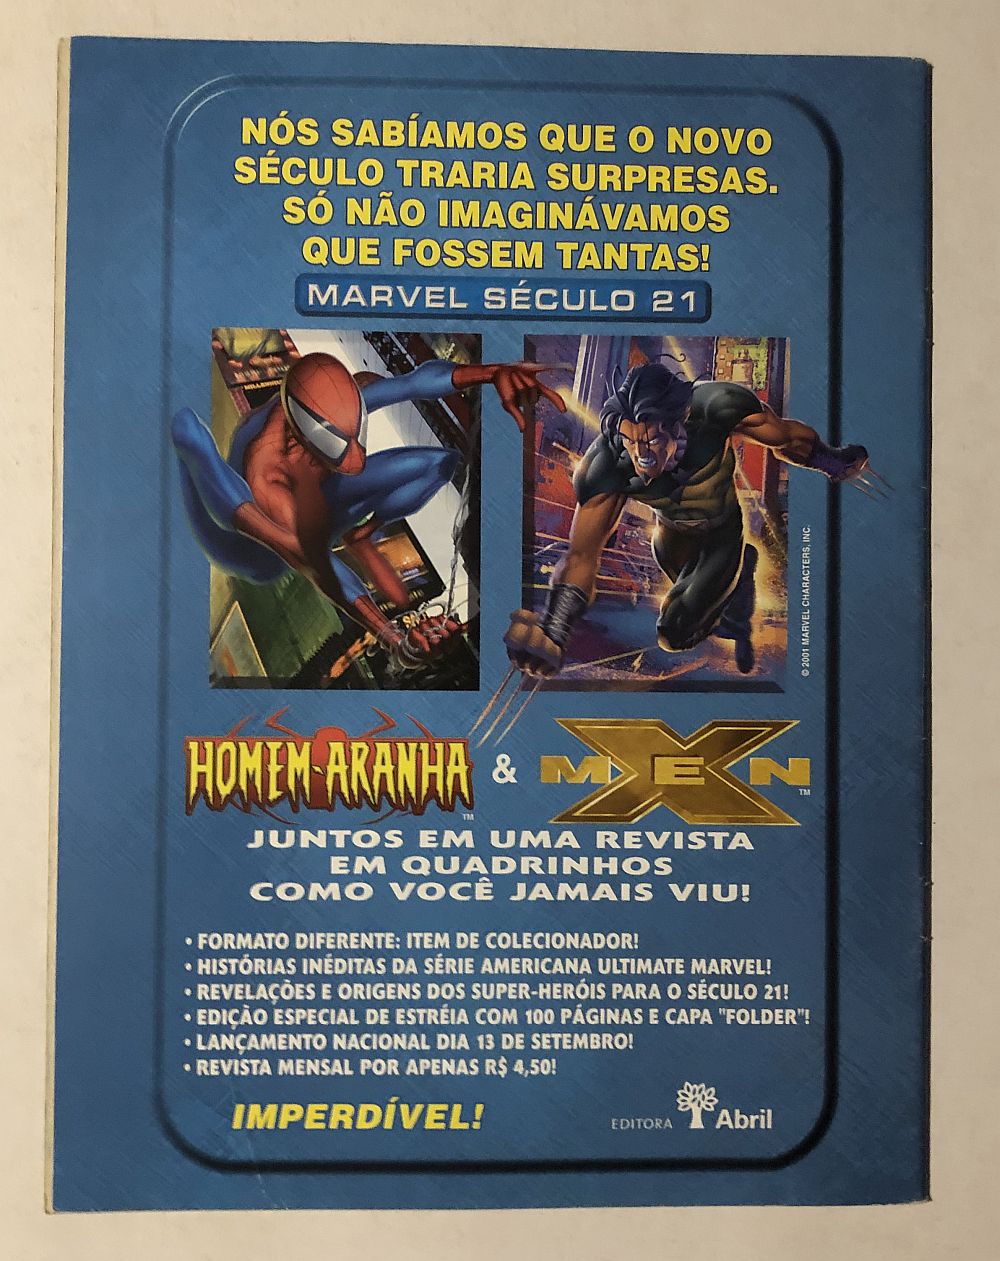 NÓS SABÍAMOS QUE O NOVO
SÉCULO TRARIA SURPRESAS.
SÓ NÃO IMAGINÁVAMOS
QUE FOSSEM TANTAS!
MARVEL SÉCULO 21
© 2001 MARVEL CHARACTERS, INC.
HOMEM-ARANHA™ & X-MEN™
JUNTOS EM UMA REVISTA
EM QUADRINHOS
COMO VOCÊ JAMAIS VIU!
• FORMATO DIFERENTE: ITEM DE COLECIONADOR!
• HISTÓRIAS INÉDITAS DA SÉRIE AMERICANA ULTIMATE MARVEL!
• REVELAÇÕES E ORIGENS DOS SUPER-HERÓIS PARA O SÉCULO 21!
• EDIÇÃO ESPECIAL DE ESTRÉIA COM 100 PÁGINAS E CAPA "FOLDER"!
• LANÇAMENTO NACIONAL DIA 13 DE SETEMBRO!
• REVISTA MENSAL POR APENAS R$ 4,50!
IMPERDÍVEL!
EDITORA Abril